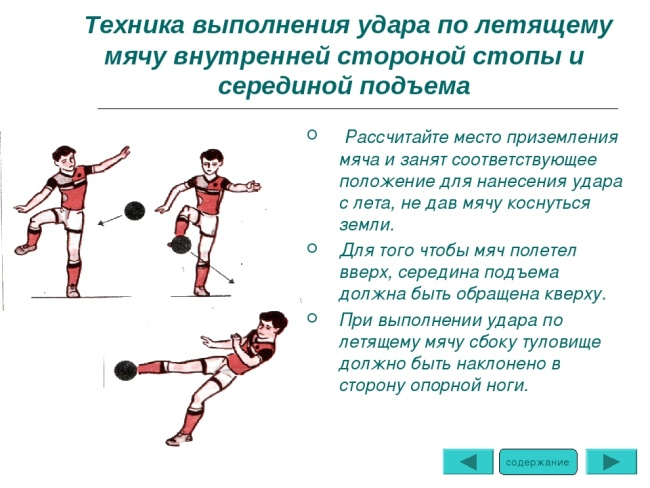 Техника выполнения удара по летящему
мячу внутренней стороной стопы и
серединой подъема
Рассчитайте место приземления
мяча и занят соответствующее
положение для нанесения удара
с лета, не дав мячу коснуться
земли.
Для того чтобы мяч полетел
вверх, середина подъема
должна быть обращена кверху.
При выполнении удара по
летящему мячу сбоку туловище
должно быть наклонено в
сторону опорной ноги.
содержание